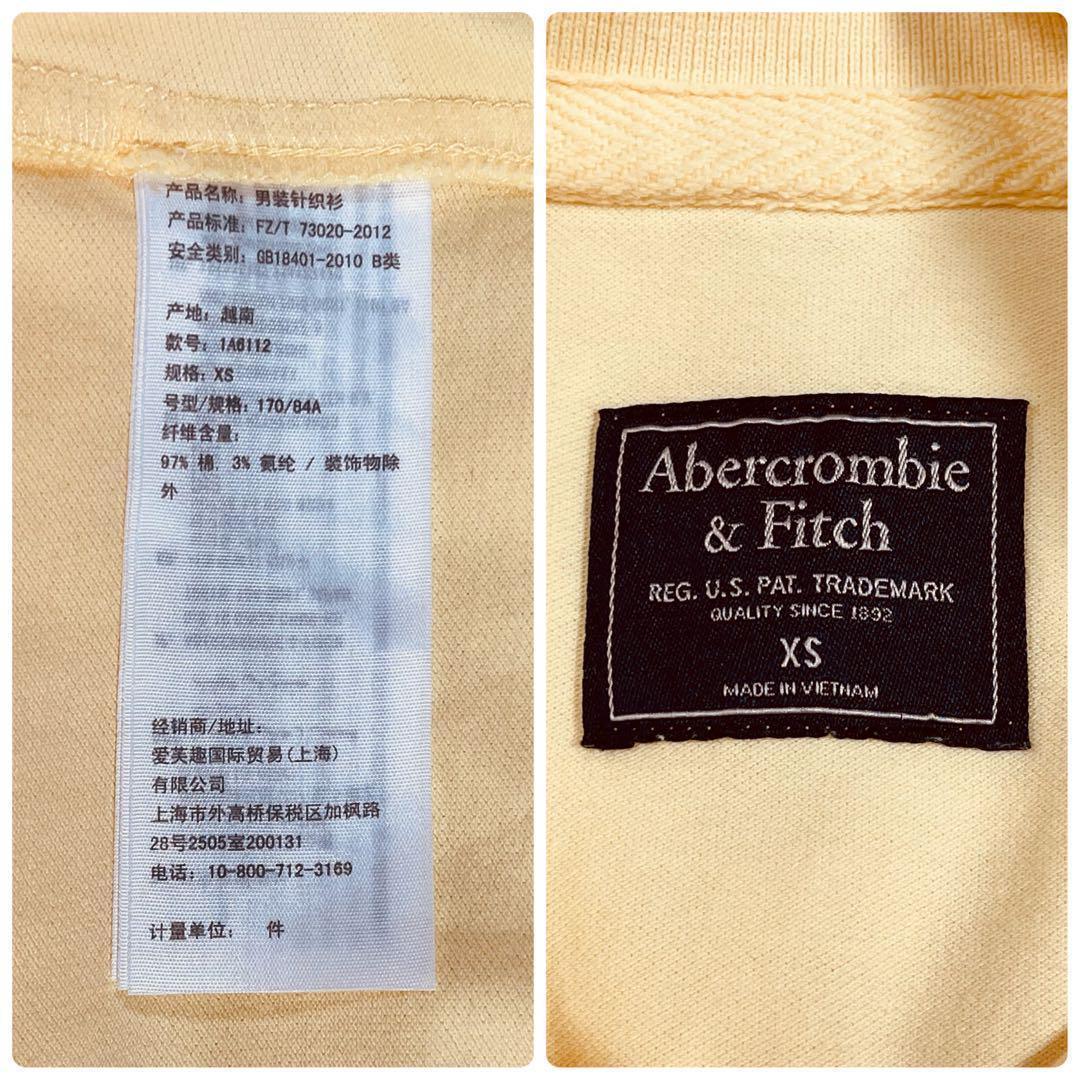 产品名称: 男装针织衫
产品标准: FZ/T 73020-2012
安全类别: GB18401-2010 B类
产地: 越南
款号: 1A6112
规格: XS
号型/规格: 170/84A
纤维含量:
97% 棉, 3% 氨纶 / 装饰物除
外
经销商/地址:
爱芙趣国际贸易(上海)
有限公司
上海市外高桥保税区加枫路
28号2505室200131
电话: 10-800-712-3169
计量单位: 件
Abercrombie
& Fitch
REG. U.S. PAT. TRADEMARK
QUALITY SINCE 1892
XS
MADE IN VIETNAM